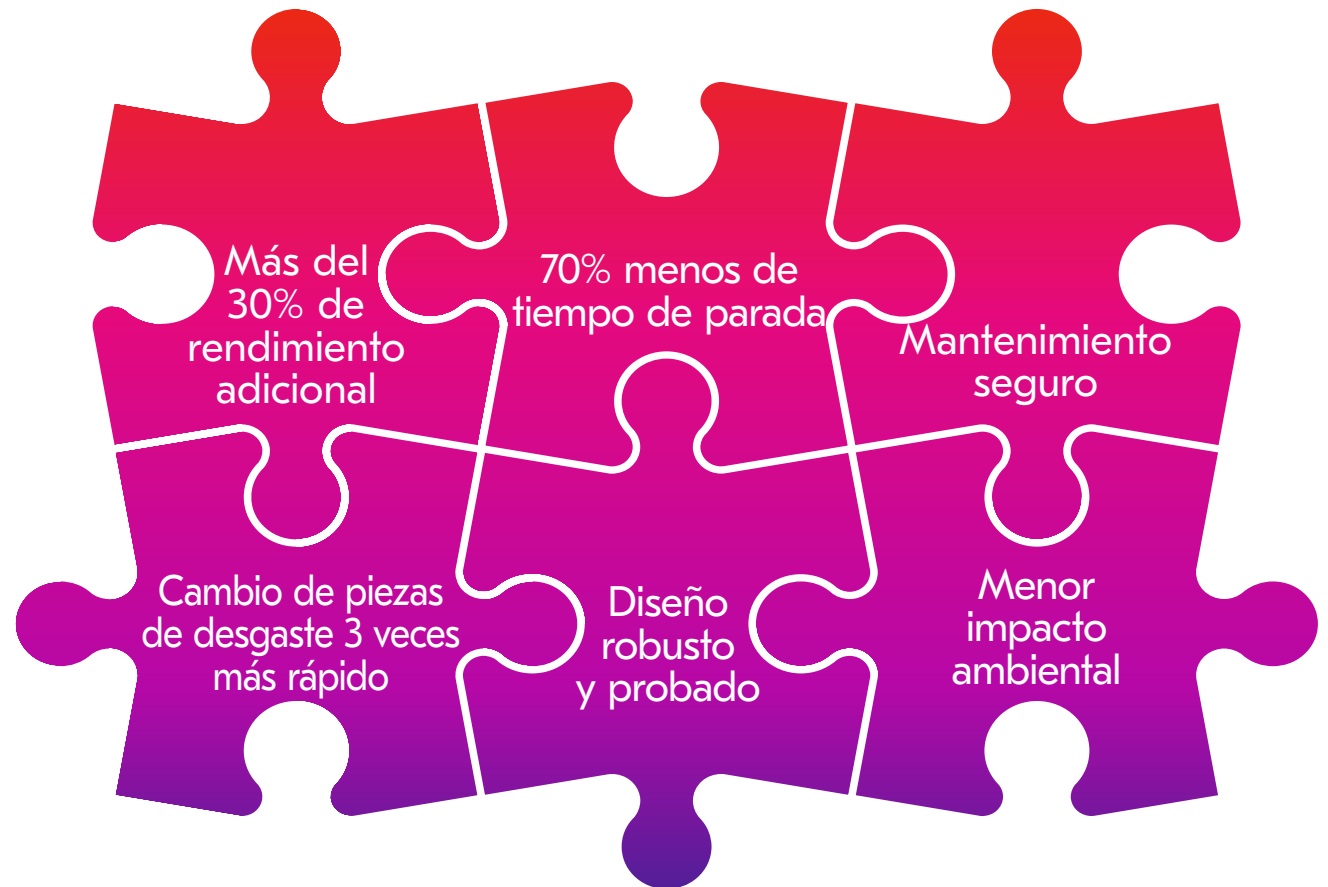 Más del
30% de
rendimiento
adicional
70% menos de
tiempo de parada
Mantenimiento
seguro
Cambio de piezas
de desgaste 3 veces
más rápido
Diseño
robusto
y probado
Menor
impacto
ambiental